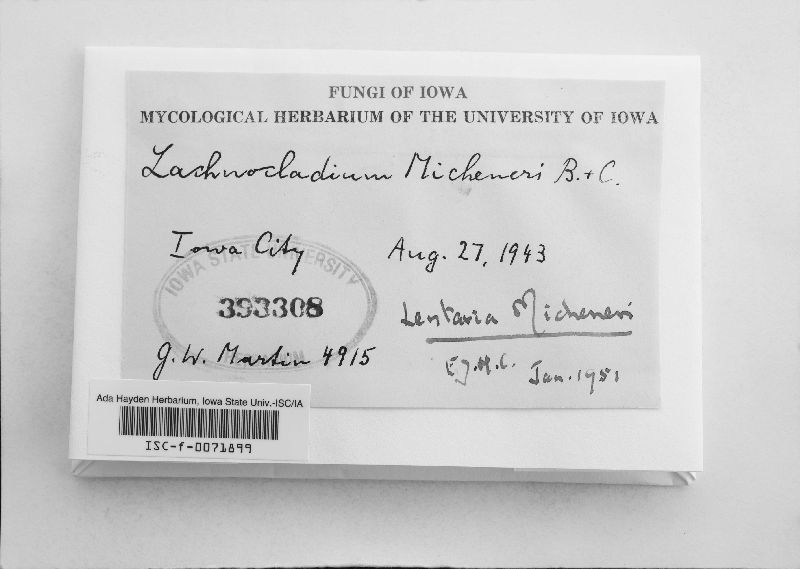 FUNGI OF IOWA
MYCOLOGICAL HERBARIUM OF THE UNIVERSITY OF IOWA
Lachnocladium Micheneri B. + C.
Iowa City
Aug. 27, 1943
IOWA STATE UNIVERSITY
393308
Lentaria Micheneri
G. W. Martin 4915
E.J.H.C. Jan. 1951
Ada Hayden Herbarium, Iowa State Univ.-ISC/IA
ISC-f-0071899